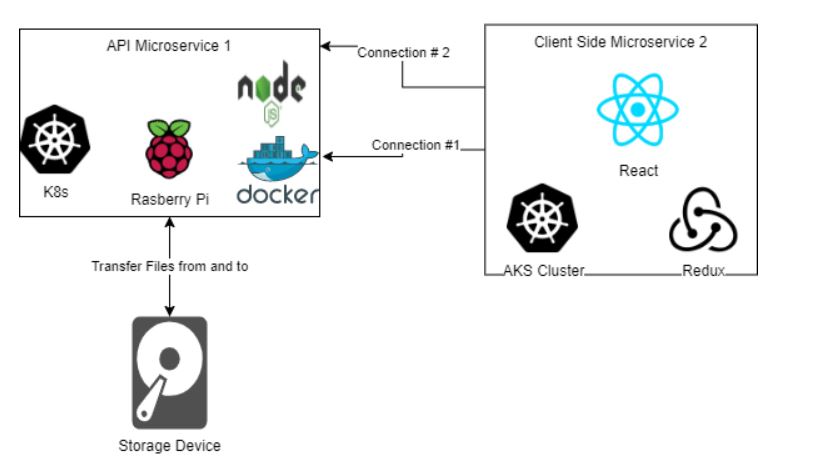 API Microservice 1
Client Side Microservice 2
Connection # 2
node
JS
Connection #1
docker
React
K8s
Rasberry Pi
AKS Cluster
Redux
Transfer Files from and to
Storage Device